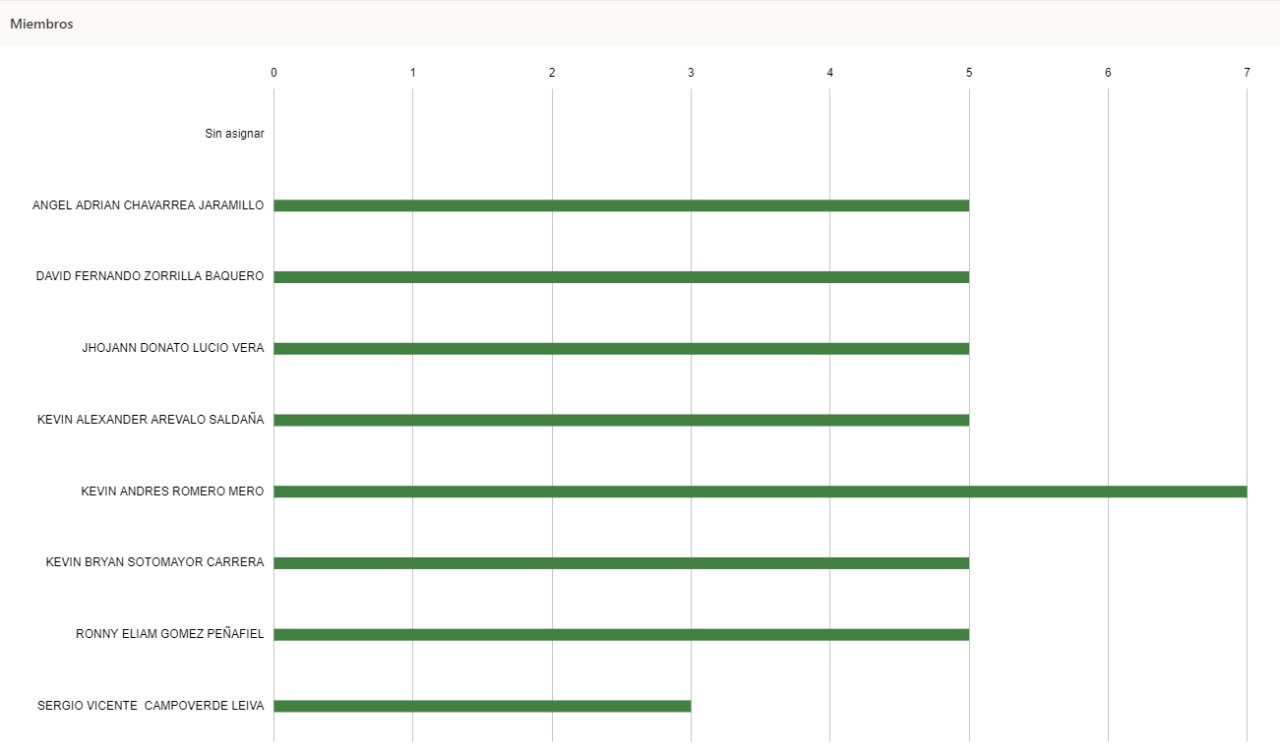 Miembros
0 1 2 3 4 5 6 7
Sin asignar
ANGEL ADRIAN CHAVARREA JARAMILLO
DAVID FERNANDO ZORRILLA BAQUERO
JHOJANN DONATO LUCIO VERA
KEVIN ALEXANDER AREVALO SALDAÑA
KEVIN ANDRES ROMERO MERO
KEVIN BRYAN SOTOMAYOR CARRERA
RONNY ELIAM GOMEZ PEÑAFIEL
SERGIO VICENTE  CAMPOVERDE LEIVA